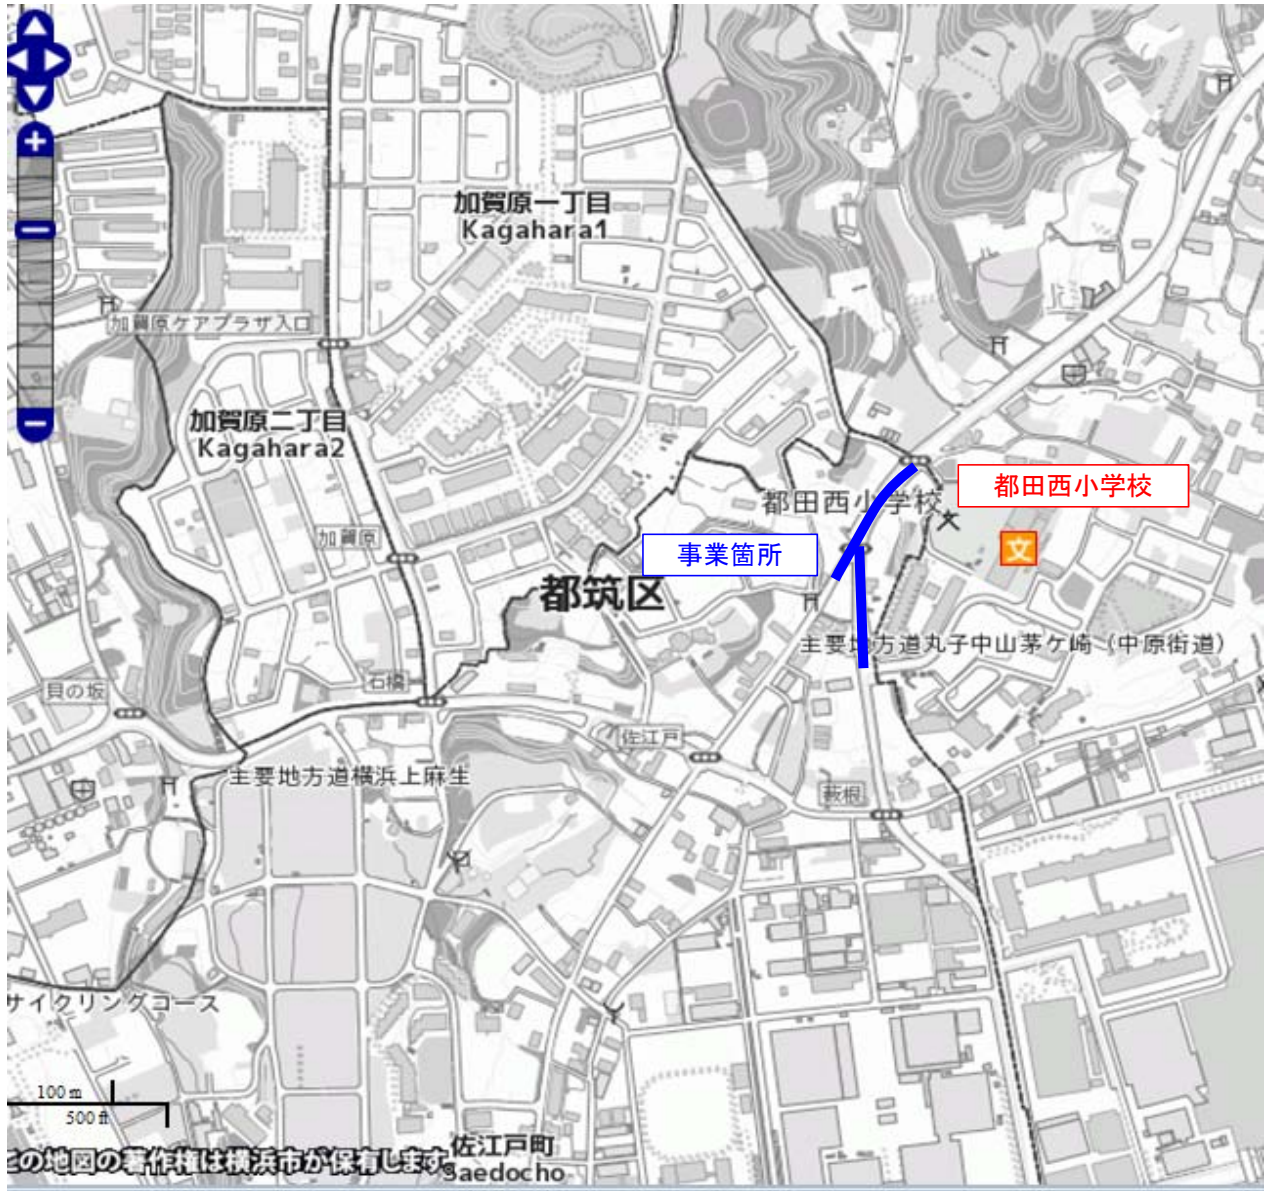 加賀原一丁目
Kagahara1
加賀原ケアプラザ入口
加賀原二丁目
Kagahara2
都田西小学校
都田西小学校
文
文
加賀原
事業箇所
都筑区
主要地方道丸子中山茅ケ崎（中原街道）
貝の坂
石橋
佐江戸
主要地方道横浜上麻生
薮根
サイクリングコース
100 m
500 ft
この地図の著作権は横浜市が保有します。
佐江戸町
Saedocho